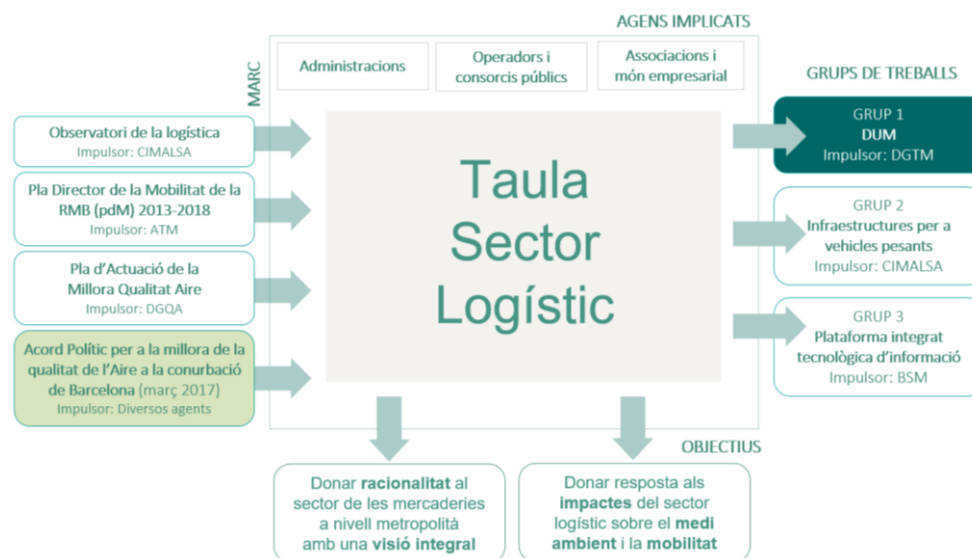 AGENS IMPLICATS
MARC
Administracions
Operadors i
consorcis públics
Associacions i
món empresarial
GRUPS DE TREBALLS
Observatori de la logística
Impulsor: CIMALSA
Pla Director de la Mobilitat de la
RMB (pdM) 2013-2018
Impulsor: ATM
Pla d'Actuació de la
Millora Qualitat Aire
Impulsor: DGQA
Acord Polític per a la millora de la
qualitat de l'Aire a la conurbació
de Barcelona (març 2017)
Impulsor: Diversos agents
Taula
Sector
Logístic
GRUP 1
DUM
Impulsor: DGTM
GRUP 2
Infraestructures per a
vehicles pesants
Impulsor: CIMALSA
GRUP 3
Plataforma integrat
tecnològica d'informació
Impulsor: BSM
OBJECTIUS
Donar racionalitat al
sector de les mercaderies
a nivell metropolità
amb una visió integral
Donar resposta als
impactes del sector
logístic sobre el medi
ambient i la mobilitat